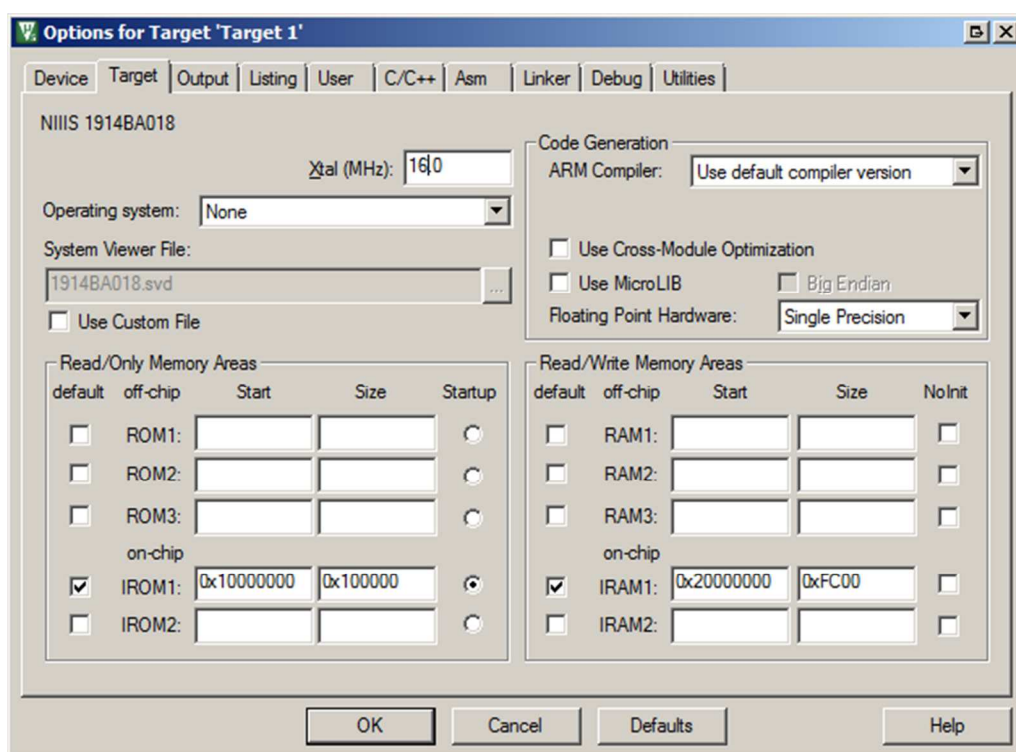 Options for Target 'Target 1'
Device Target Output Listing User C/C++ Asm Linker Debug Utilities
NIIIS 1914BA018
Xtal (MHz): 16.0
Operating system: None
System Viewer File:
1914BA018.svd ...
Use Custom File
Code Generation
ARM Compiler: Use default compiler version
Use Cross-Module Optimization
Use MicroLIB Big Endian
Floating Point Hardware: Single Precision
Read/Only Memory Areas
default off-chip Start Size Startup
ROM1:
ROM2:
ROM3:
on-chip
IROM1: 0x10000000 0x100000
IROM2:
Read/Write Memory Areas
default off-chip Start Size NoInit
RAM1:
RAM2:
RAM3:
on-chip
IRAM1: 0x20000000 0xFC00
IRAM2:
OK Cancel Defaults Help